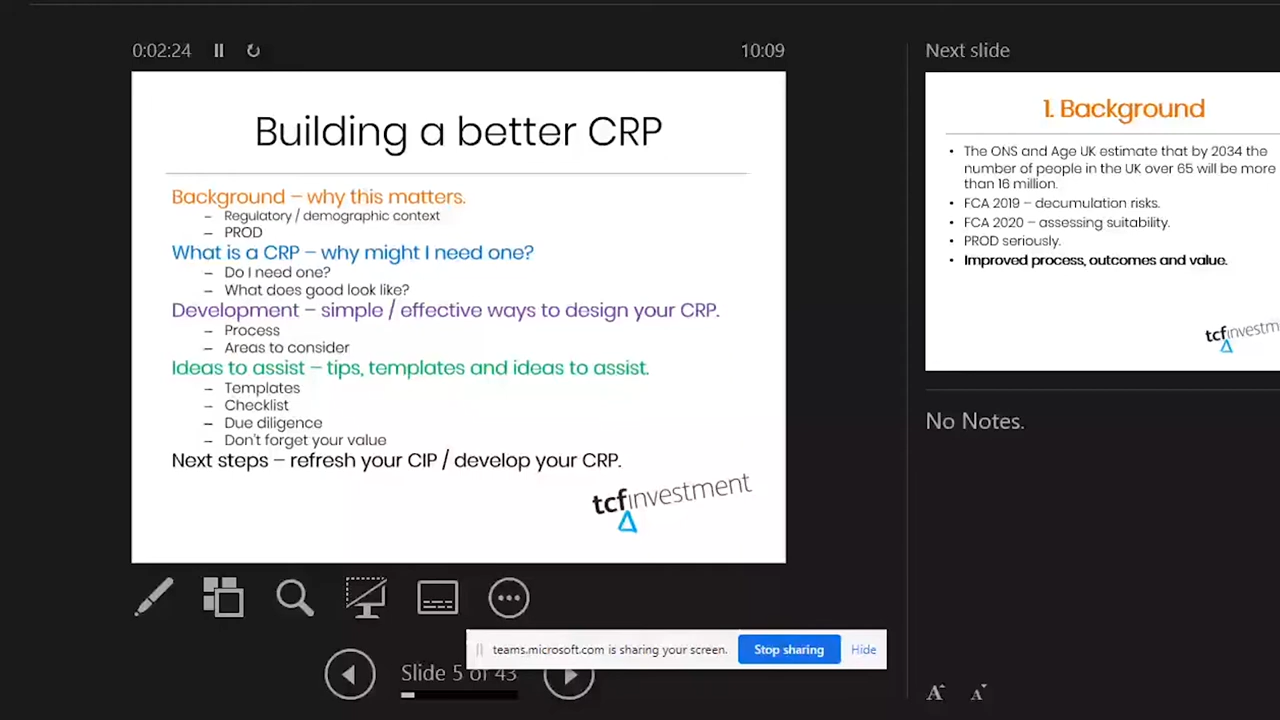 0:02:24
10:09
Building a better CRP
Background – why this matters.
– Regulatory / demographic context
– PROD
What is a CRP – why might I need one?
– Do I need one?
– What does good look like?
Development – simple / effective ways to design your CRP.
– Process
– Areas to consider
Ideas to assist – tips, templates and ideas to assist.
– Templates
– Checklist
– Due diligence
– Don't forget your value
Next steps – refresh your CIP / develop your CRP.
tcfinvestment
teams.microsoft.com is sharing your screen.
Stop sharing
Hide
Slide 5 of 43
Next slide
1. Background
• The ONS and Age UK estimate that by 2034 the
number of people in the UK over 65 will be more
than 16 million.
• FCA 2019 – decumulation risks.
• FCA 2020 – assessing suitability.
• PROD seriously.
• Improved process, outcomes and value.
tcfinvestm
No Notes.
A A